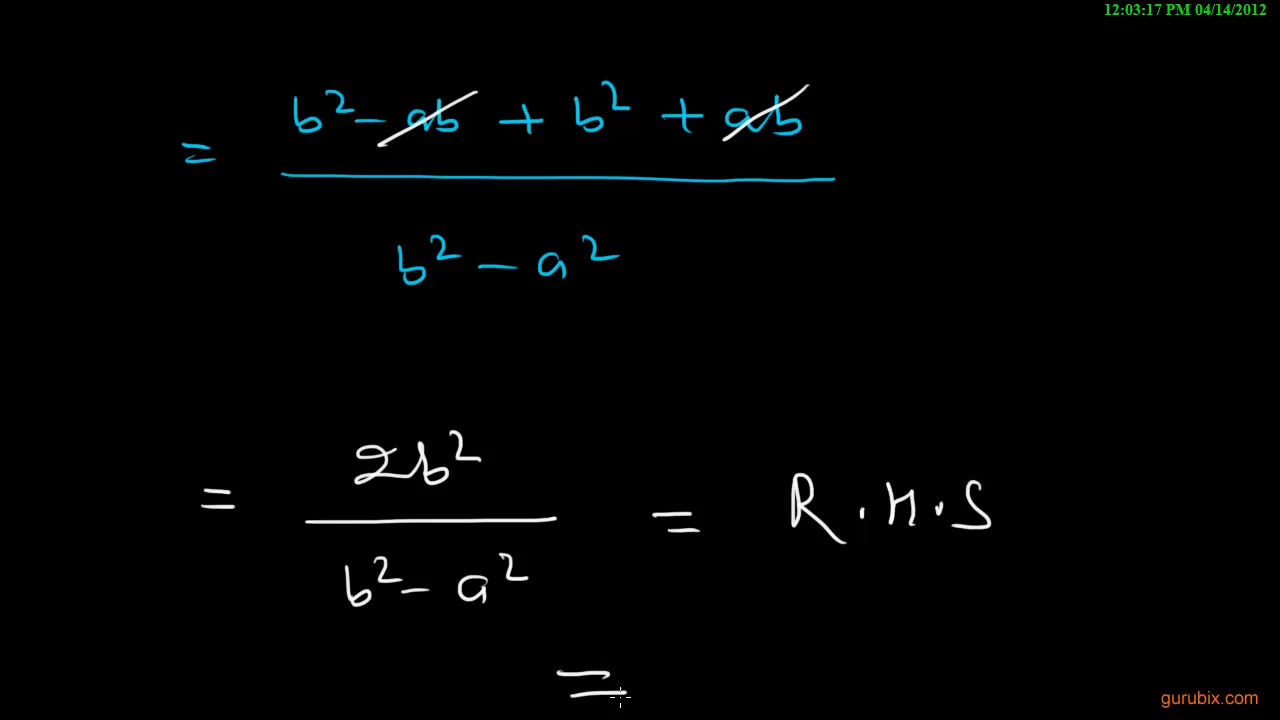 12:03:17 PM 04/14/2012
b² - ab + b² + ab
=
b² - a²
2b²
= = R.H.S
b² - a²
=
gurubix.com